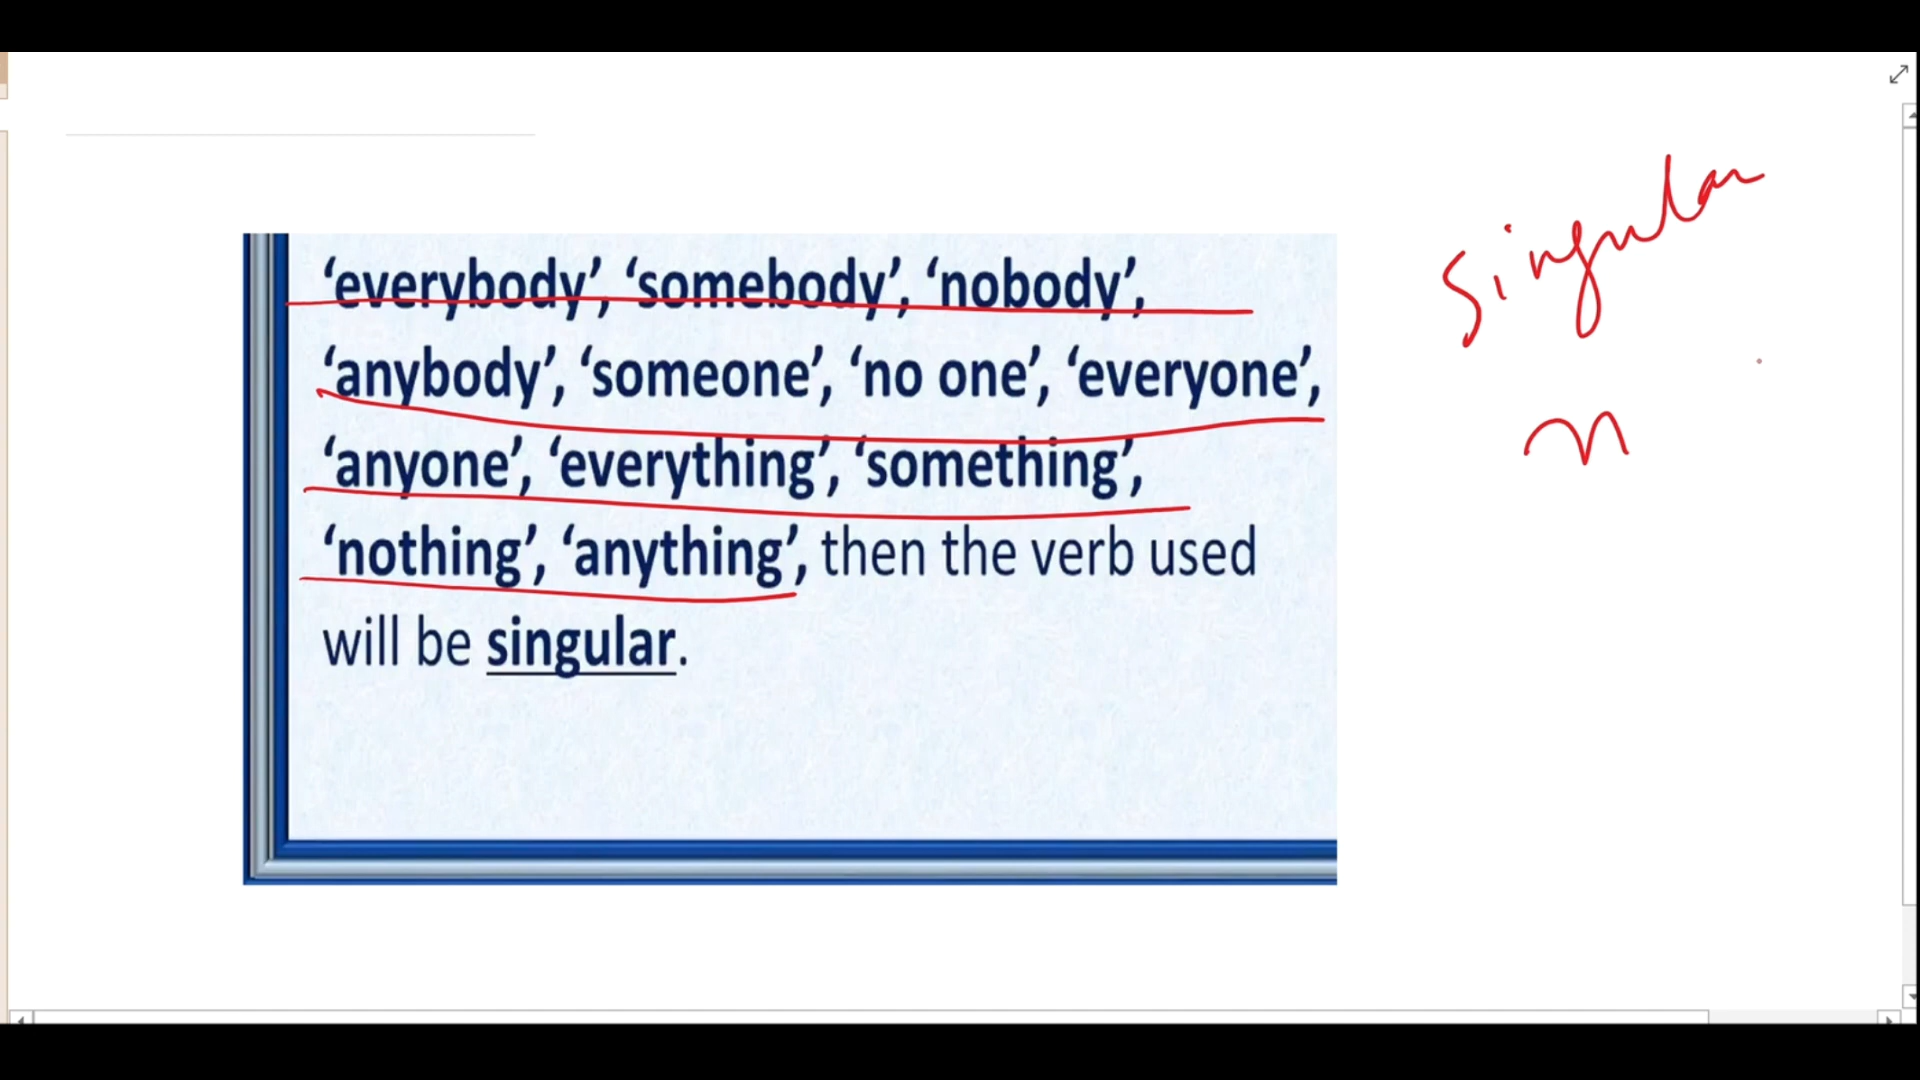 ‘everybody’, ‘somebody’, ‘nobody’,
‘anybody’, ‘someone’, ‘no one’, ‘everyone’,
‘anyone’, ‘everything’, ‘something’,
‘nothing’, ‘anything’, then the verb used
will be singular.
Singular